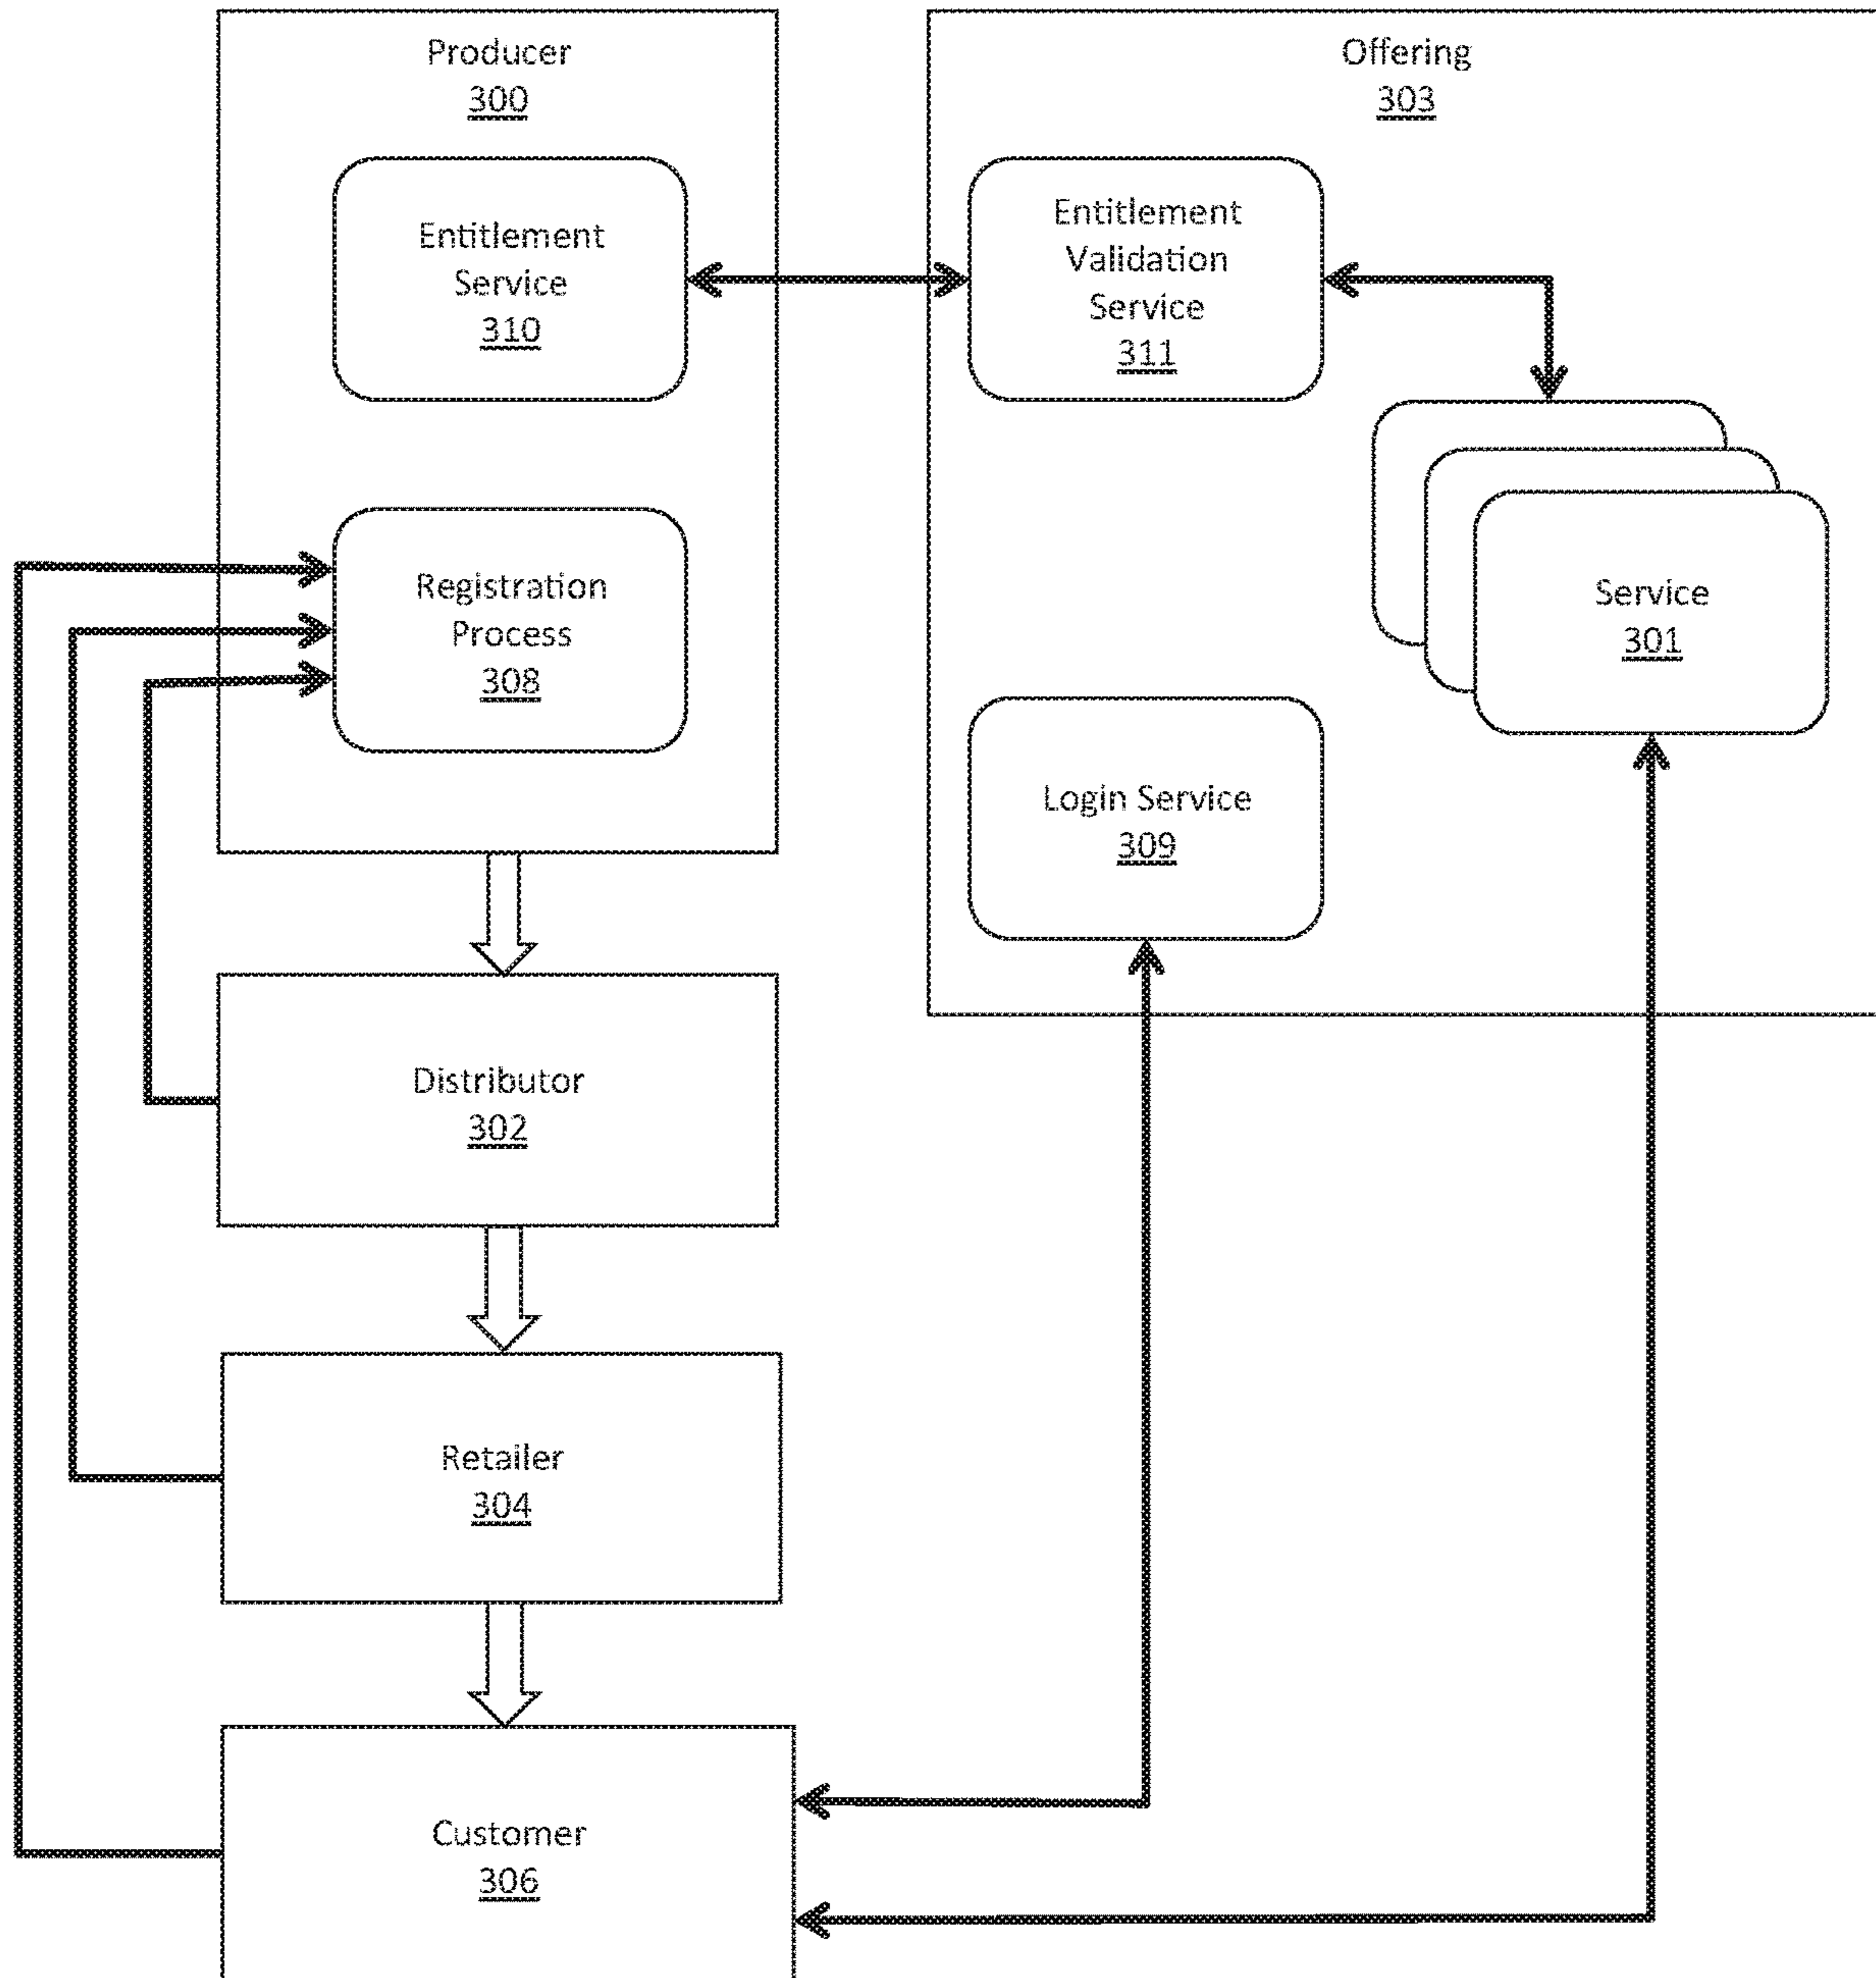 Producer
300
Offering
303
Entitlement
Service
310
Entitlement
Validation
Service
311
Registration
Process
308
Service
301
Login Service
309
Distributor
302
Retailer
304
Customer
306